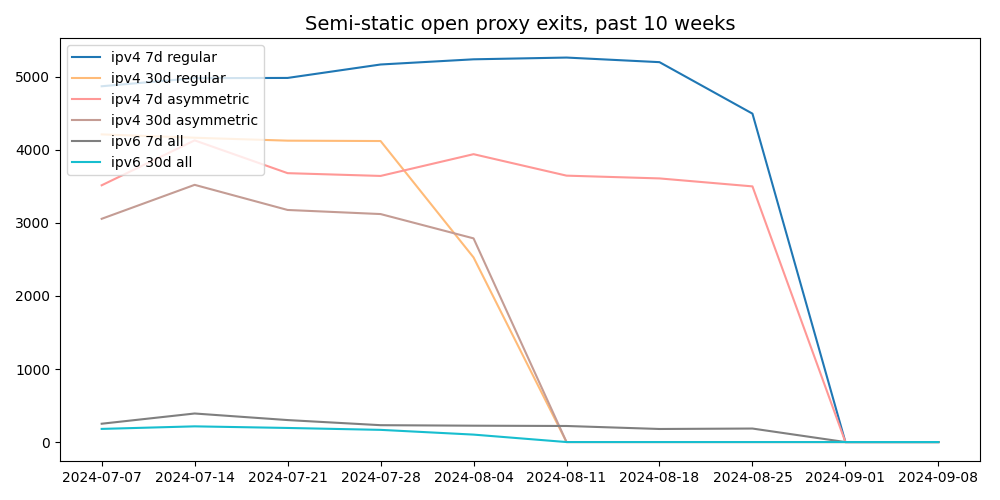 Semi-static open proxy exits, past 10 weeks
ipv4 7d regular
ipv4 30d regular
ipv4 7d asymmetric
ipv4 30d asymmetric
ipv6 7d all
ipv6 30d all
5000
4000
3000
2000
1000
0
2024-07-07 2024-07-14 2024-07-21 2024-07-28 2024-08-04 2024-08-11 2024-08-18 2024-08-25 2024-09-01 2024-09-08